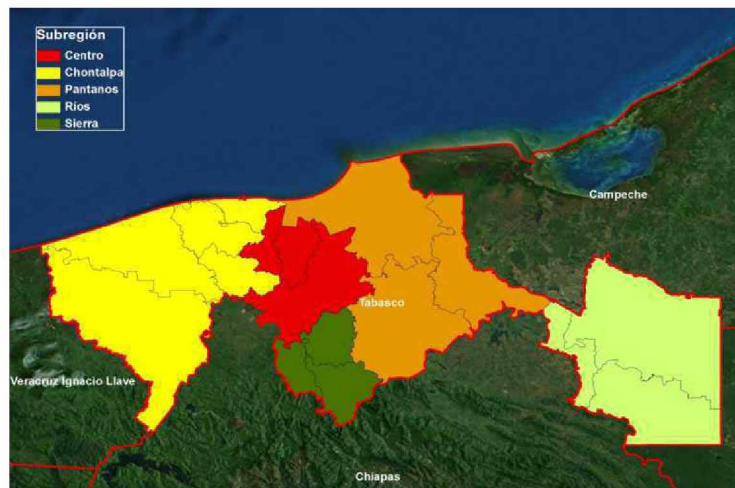 Subregión
Centro
Chontalpa
Pantanos
Ríos
Sierra
Campeche
Tabasco
Veracruz Ignacio Llave
Chiapas